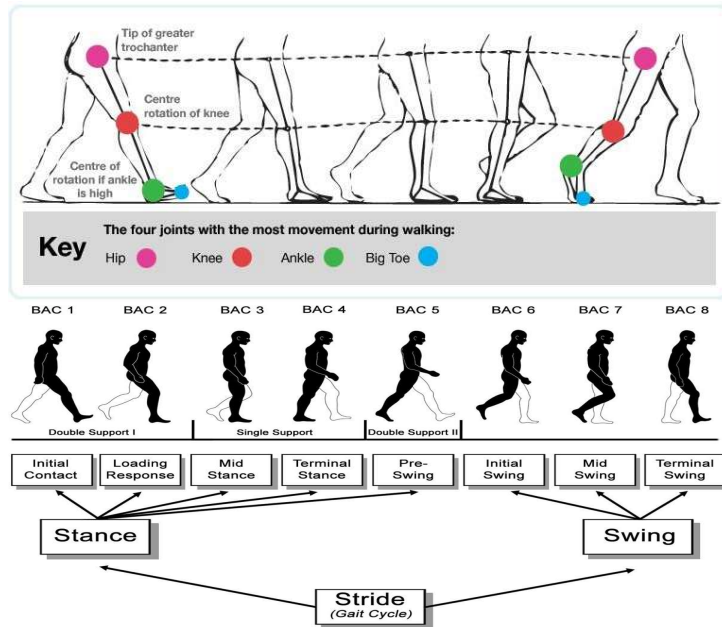 Tip of greater
trochanter
Centre
rotation of knee
Centre of
rotation if ankle
is high
Key
The four joints with the most movement during walking:
Hip Knee Ankle Big Toe
BAC 1 BAC 2 BAC 3 BAC 4 BAC 5 BAC 6 BAC 7 BAC 8
Double Support I Single Support Double Support II
Initial Contact Loading Response Mid Stance Terminal Stance Pre-Swing Initial Swing Mid Swing Terminal Swing
Stance Swing
Stride
(Gait Cycle)